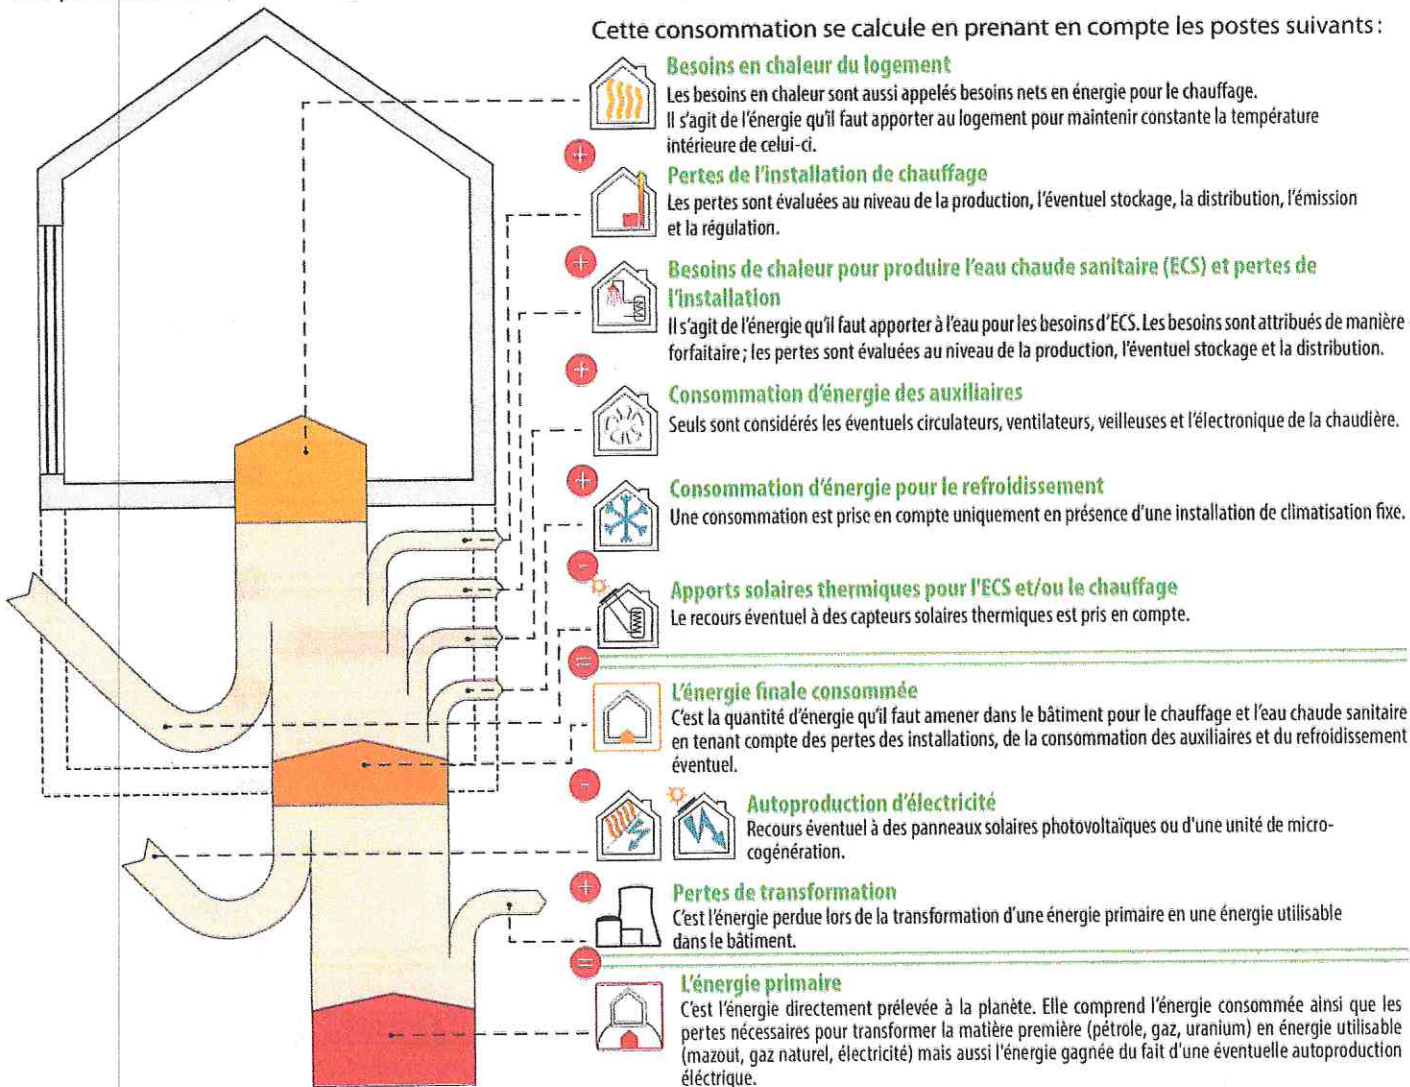 Cette consommation se calcule en prenant en compte les postes suivants :
Besoins en chaleur du logement
Les besoins en chaleur sont aussi appelés besoins nets en énergie pour le chauffage.
Il s'agit de l'énergie qu'il faut apporter au logement pour maintenir constante la température
intérieure de celui-ci.
+
Pertes de l'installation de chauffage
Les pertes sont évaluées au niveau de la production, l'éventuel stockage, la distribution, l'émission
et la régulation.
+
Besoins de chaleur pour produire l'eau chaude sanitaire (ECS) et pertes de
l'installation
Il s'agit de l'énergie qu'il faut apporter à l'eau pour les besoins d'ECS. Les besoins sont attribués de manière
forfaitaire ; les pertes sont évaluées au niveau de la production, l'éventuel stockage et la distribution.
+
Consommation d'énergie des auxiliaires
Seuls sont considérés les éventuels circulateurs, ventilateurs, veilleuses et l'électronique de la chaudière.
+
Consommation d'énergie pour le refroidissement
Une consommation est prise en compte uniquement en présence d'une installation de climatisation fixe.
-
Apports solaires thermiques pour l'ECS et/ou le chauffage
Le recours éventuel à des capteurs solaires thermiques est pris en compte.
=
L'énergie finale consommée
C'est la quantité d'énergie qu'il faut amener dans le bâtiment pour le chauffage et l'eau chaude sanitaire
en tenant compte des pertes des installations, de la consommation des auxiliaires et du refroidissement
éventuel.
-
Autoproduction d'électricité
Recours éventuel à des panneaux solaires photovoltaïques ou d'une unité de micro-
cogénération.
+
Pertes de transformation
C'est l'énergie perdue lors de la transformation d'une énergie primaire en une énergie utilisable
dans le bâtiment.
=
L'énergie primaire
C'est l'énergie directement prélevée à la planète. Elle comprend l'énergie consommée ainsi que les
pertes nécessaires pour transformer la matière première (pétrole, gaz, uranium) en énergie utilisable
(mazout, gaz naturel, électricité) mais aussi l'énergie gagnée du fait d'une éventuelle autoproduction
éléctrique.